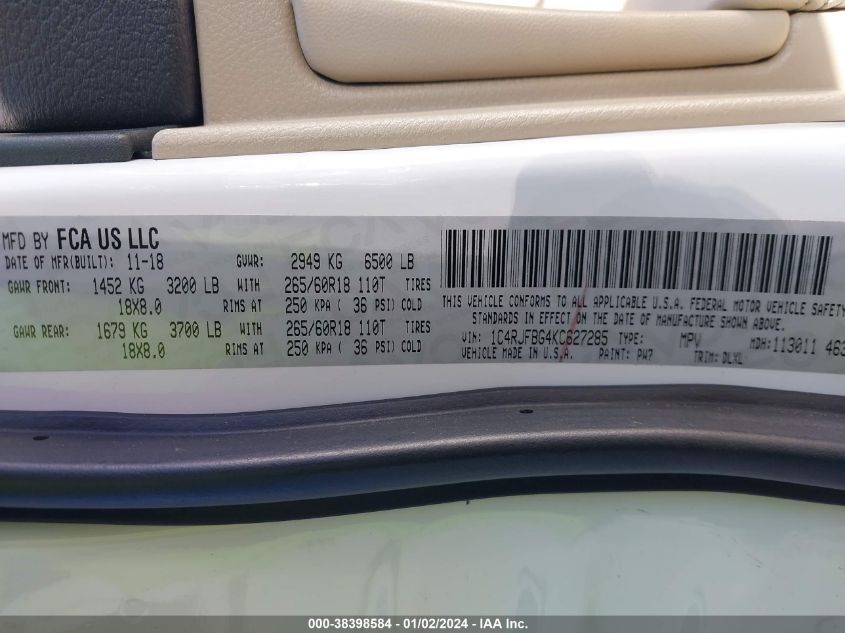 MFD BY FCA US LLC
DATE OF MFR(BUILT): 11-18 GVWR: 2949 KG 6500 LB
GAWR FRONT: 1452 KG 3200 LB WITH 265/60R18 110T TIRES
18X8.0 RIMS AT 250 KPA ( 36 PSI) COLD
GAWR REAR: 1679 KG 3700 LB WITH 265/60R18 110T TIRES
18X8.0 RIMS AT 250 KPA ( 36 PSI) COLD
THIS VEHICLE CONFORMS TO ALL APPLICABLE U.S.A. FEDERAL MOTOR VEHICLE SAFETY
STANDARDS IN EFFECT ON THE DATE OF MANUFACTURE SHOWN ABOVE.
VIN: 1C4RJFBG4KC627285 TYPE: MPV MDH: 113011 463
VEHICLE MADE IN U.S.A. PAINT: PW7 TRIM: DLXL
000-38398584 - 01/02/2024 - IAA Inc.